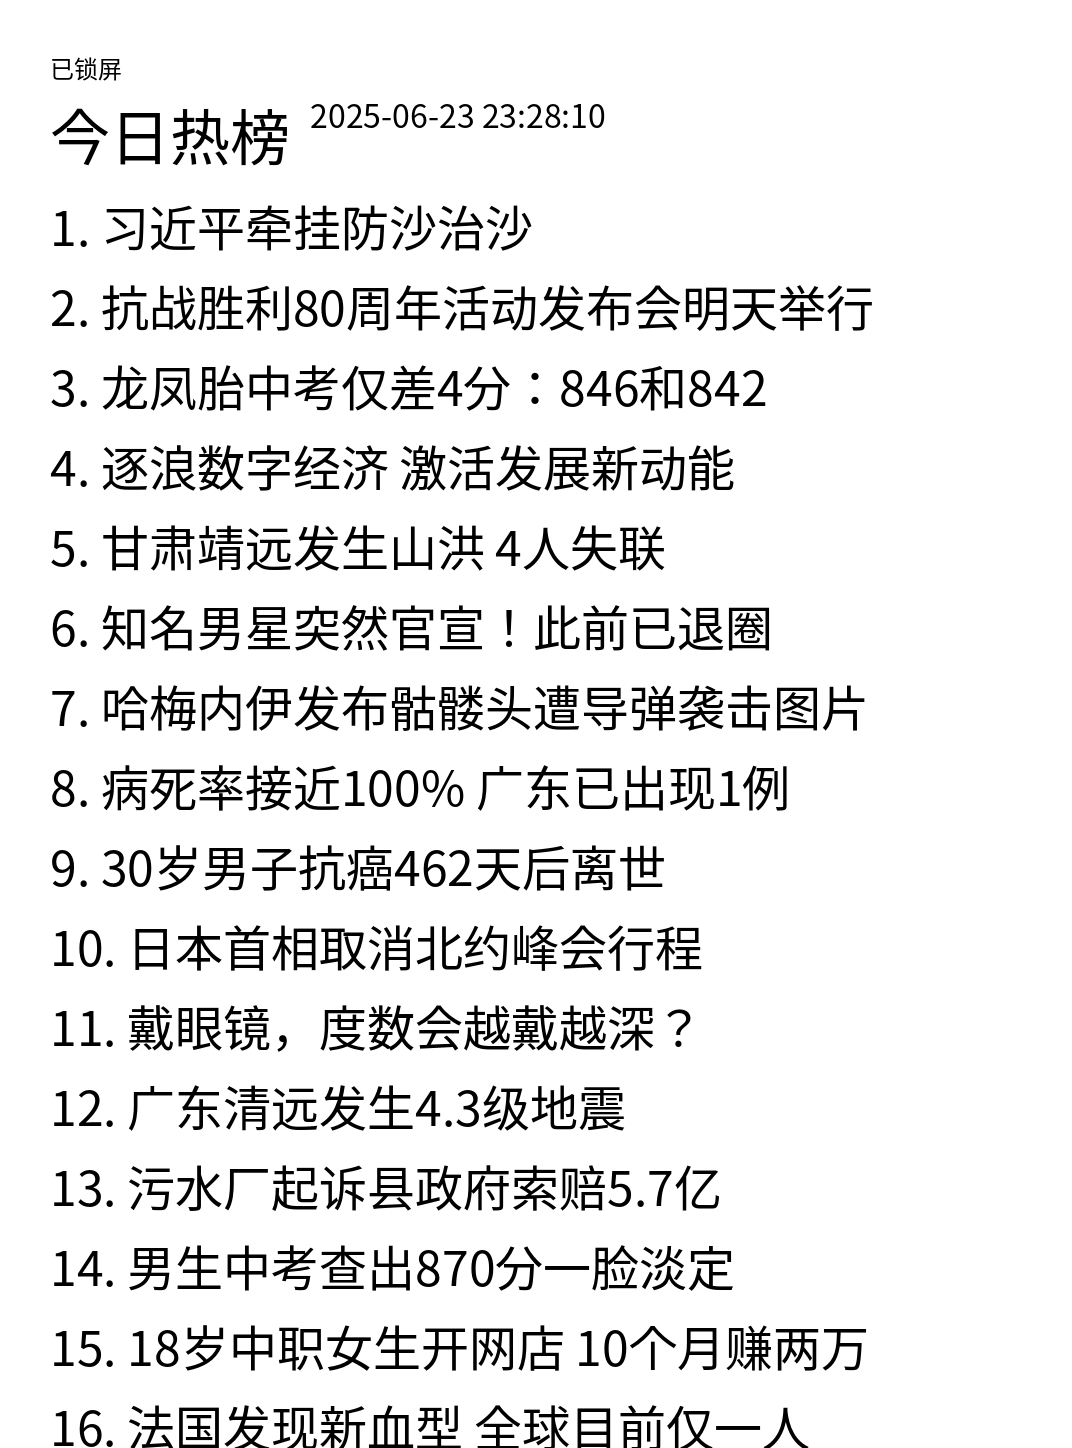 已锁屏
今日热榜 2025-06-23 23:28:10
1. 习近平牵挂防沙治沙
2. 抗战胜利80周年活动发布会明天举行
3. 龙凤胎中考仅差4分：846和842
4. 逐浪数字经济 激活发展新动能
5. 甘肃靖远发生山洪 4人失联
6. 知名男星突然官宣！此前已退圈
7. 哈梅内伊发布骷髅头遭导弹袭击图片
8. 病死率接近100% 广东已出现1例
9. 30岁男子抗癌462天后离世
10. 日本首相取消北约峰会行程
11. 戴眼镜，度数会越戴越深？
12. 广东清远发生4.3级地震
13. 污水厂起诉县政府索赔5.7亿
14. 男生中考查出870分一脸淡定
15. 18岁中职女生开网店 10个月赚两万
16. 法国发现新血型 全球目前仅一人